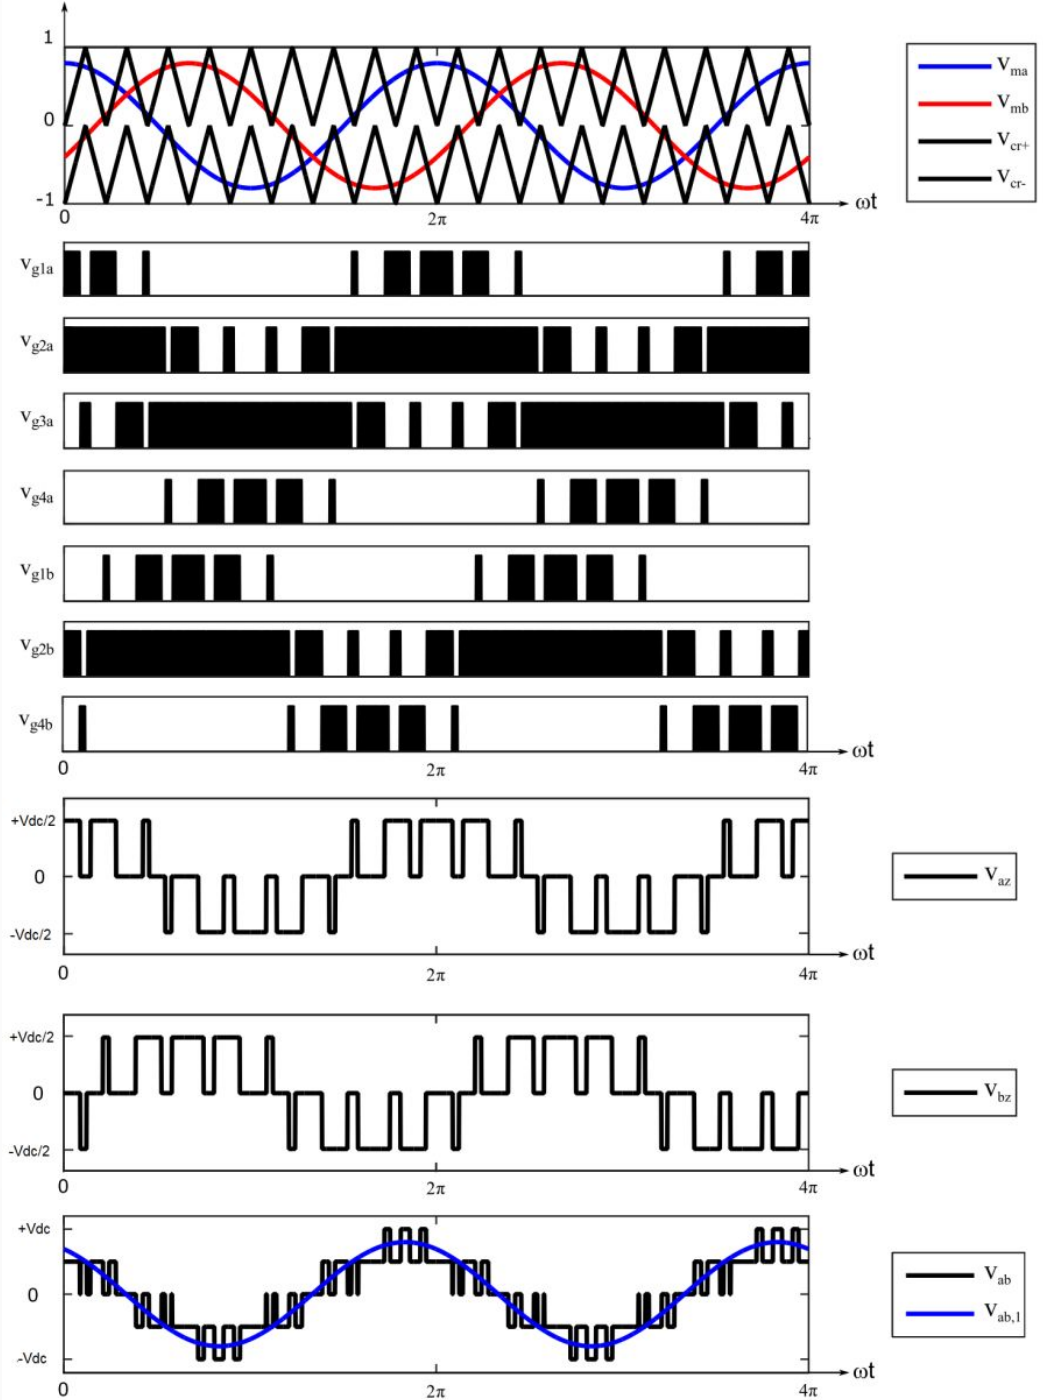 1
0
-1
0
2π
4π
ωt
Vma
Vmb
Vcr+
Vcr-
vg1a
vg2a
vg3a
vg4a
vg1b
vg2b
vg4b
0
2π
4π
ωt
+Vdc/2
0
-Vdc/2
0
2π
4π
ωt
Vaz
+Vdc/2
0
-Vdc/2
0
2π
4π
ωt
Vbz
+Vdc
0
-Vdc
0
2π
4π
ωt
Vab
Vab,1